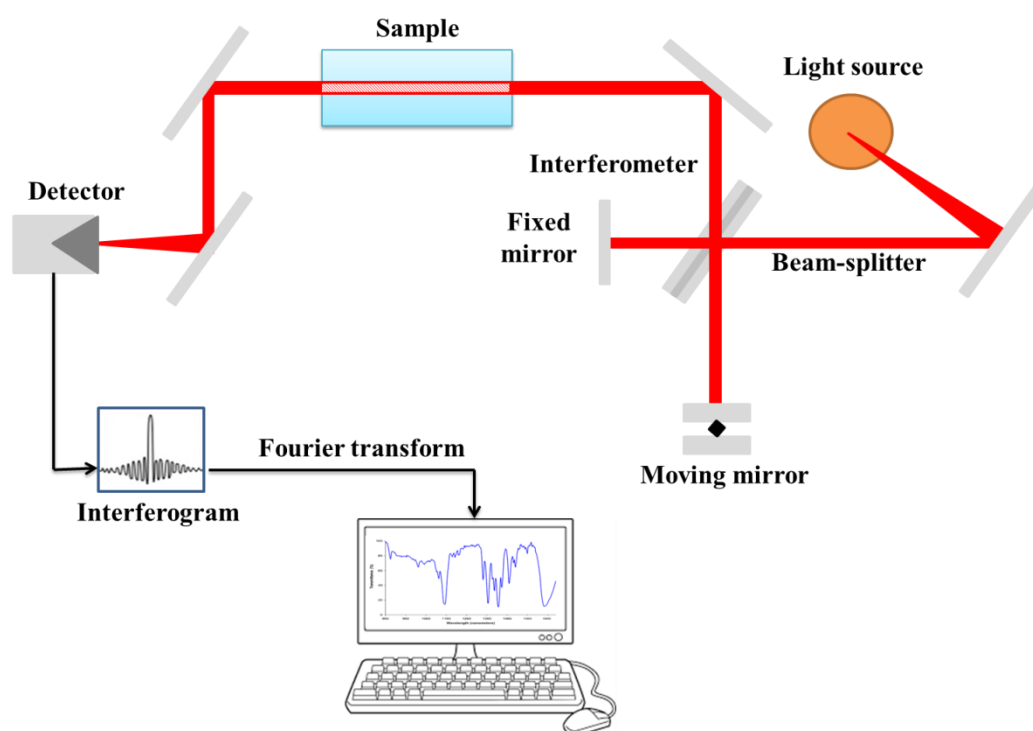 Sample
Light source
Interferometer
Detector
Fixed
mirror
Beam-splitter
Moving mirror
Fourier transform
Interferogram